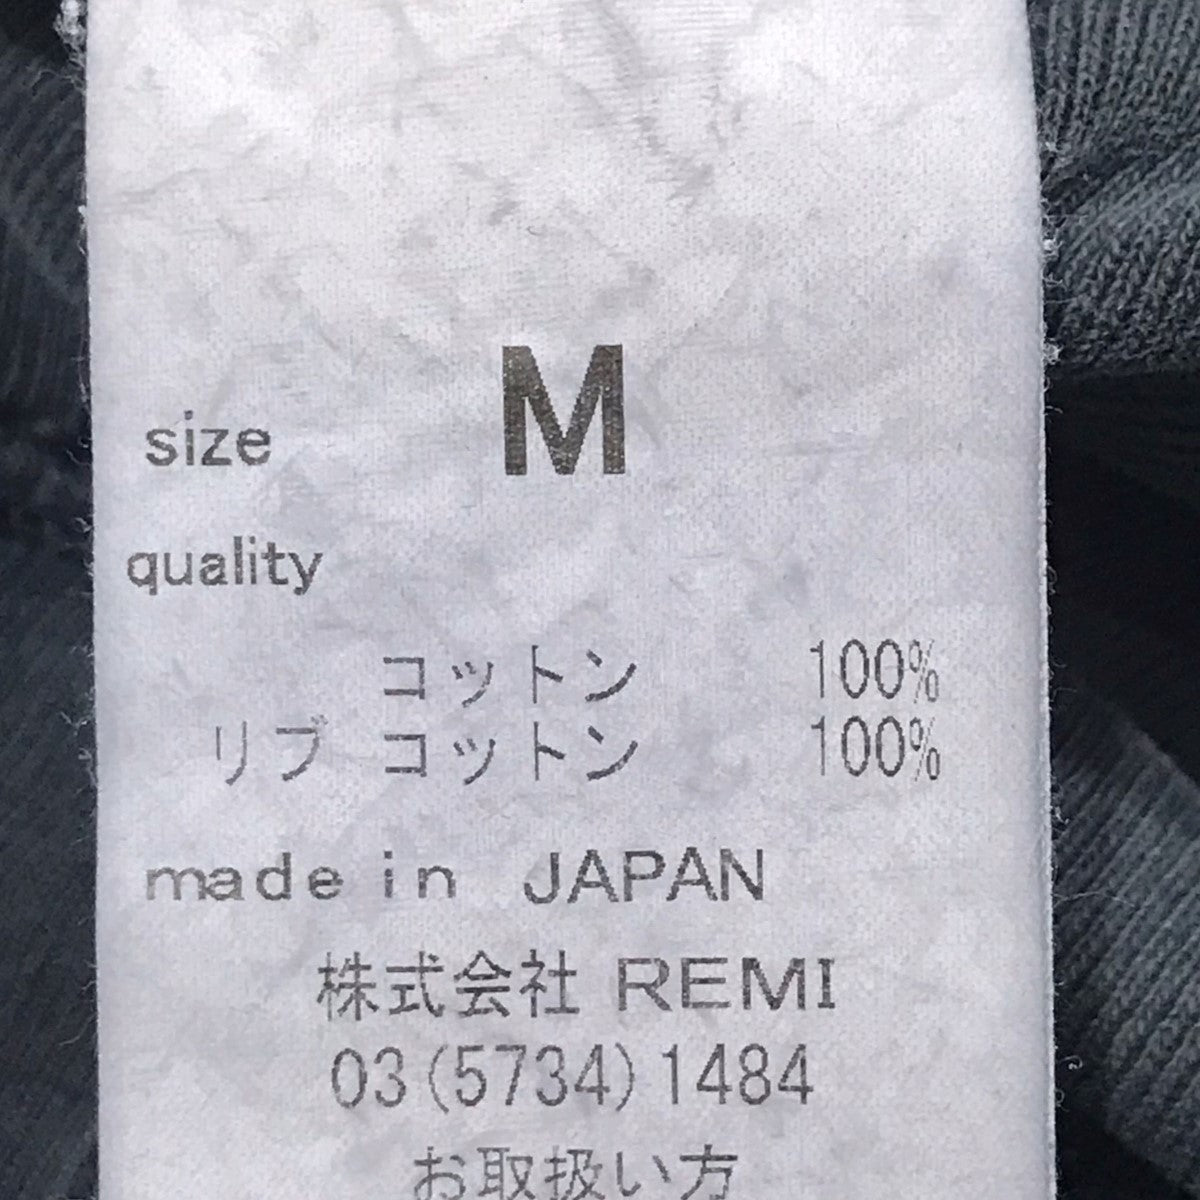 size M
quality
コットン 100%
リブ コットン 100%
made in JAPAN
株式会社 REMI
03(5734)1484
お取扱い方